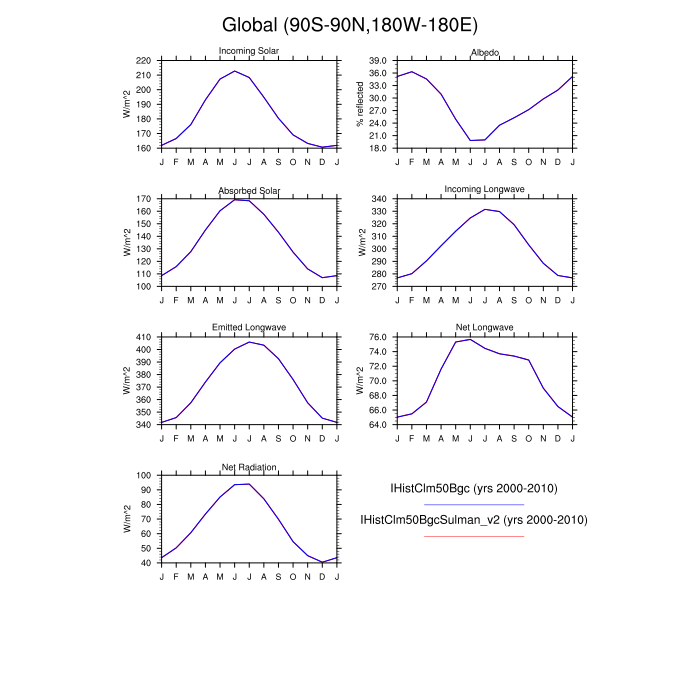 Global (90S-90N,180W-180E)
Incoming Solar
W/m^2
220
210
200
190
180
170
160
J F M A M J J A S O N D J
Albedo
% reflected
39.0
36.0
33.0
30.0
27.0
24.0
21.0
18.0
J F M A M J J A S O N D J
Absorbed Solar
W/m^2
170
160
150
140
130
120
110
100
J F M A M J J A S O N D J
Incoming Longwave
W/m^2
340
330
320
310
300
290
280
270
J F M A M J J A S O N D J
Emitted Longwave
W/m^2
410
400
390
380
370
360
350
340
J F M A M J J A S O N D J
Net Longwave
W/m^2
76.0
74.0
72.0
70.0
68.0
66.0
64.0
J F M A M J J A S O N D J
Net Radiation
W/m^2
100
90
80
70
60
50
40
J F M A M J J A S O N D J
IHistClm50Bgc (yrs 2000-2010)
IHistClm50BgcSulman_v2 (yrs 2000-2010)